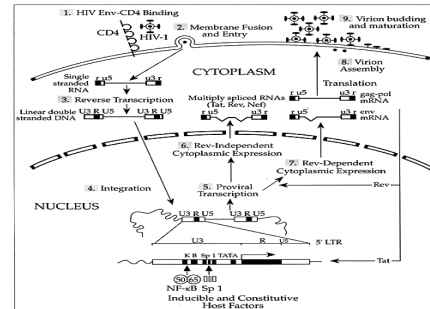 1. HIV Env-CD4 Binding
CD4
HIV-1
2. Membrane Fusion
and Entry
9. Virion budding and
maturation
CYTOPLASM
8. Virion
Assembly
Translation
Single
stranded
RNA
r u5
u3 r
3. Reverse Transcription
Linear double
stranded DNA
U3 R U5
U3 R U5
Multiply spliced RNAs
(Tat, Rev, Nef)
r u5
u3 r
r u5
u3 r
gag-pol
mRNA
r u5
u3 r
env
mRNA
6. Rev-Independent
Cytoplasmic Expression
7. Rev-Dependent
Cytoplasmic Expression
4. Integration
5. Proviral
Transcription
Rev
NUCLEUS
U3 R U5
U3 R U5
U3
R
U5
5' LTR
κ B
Sp 1
TATA
Tat
50
65
NF-κB
Sp 1
Inducible and Constitutive
Host Factors